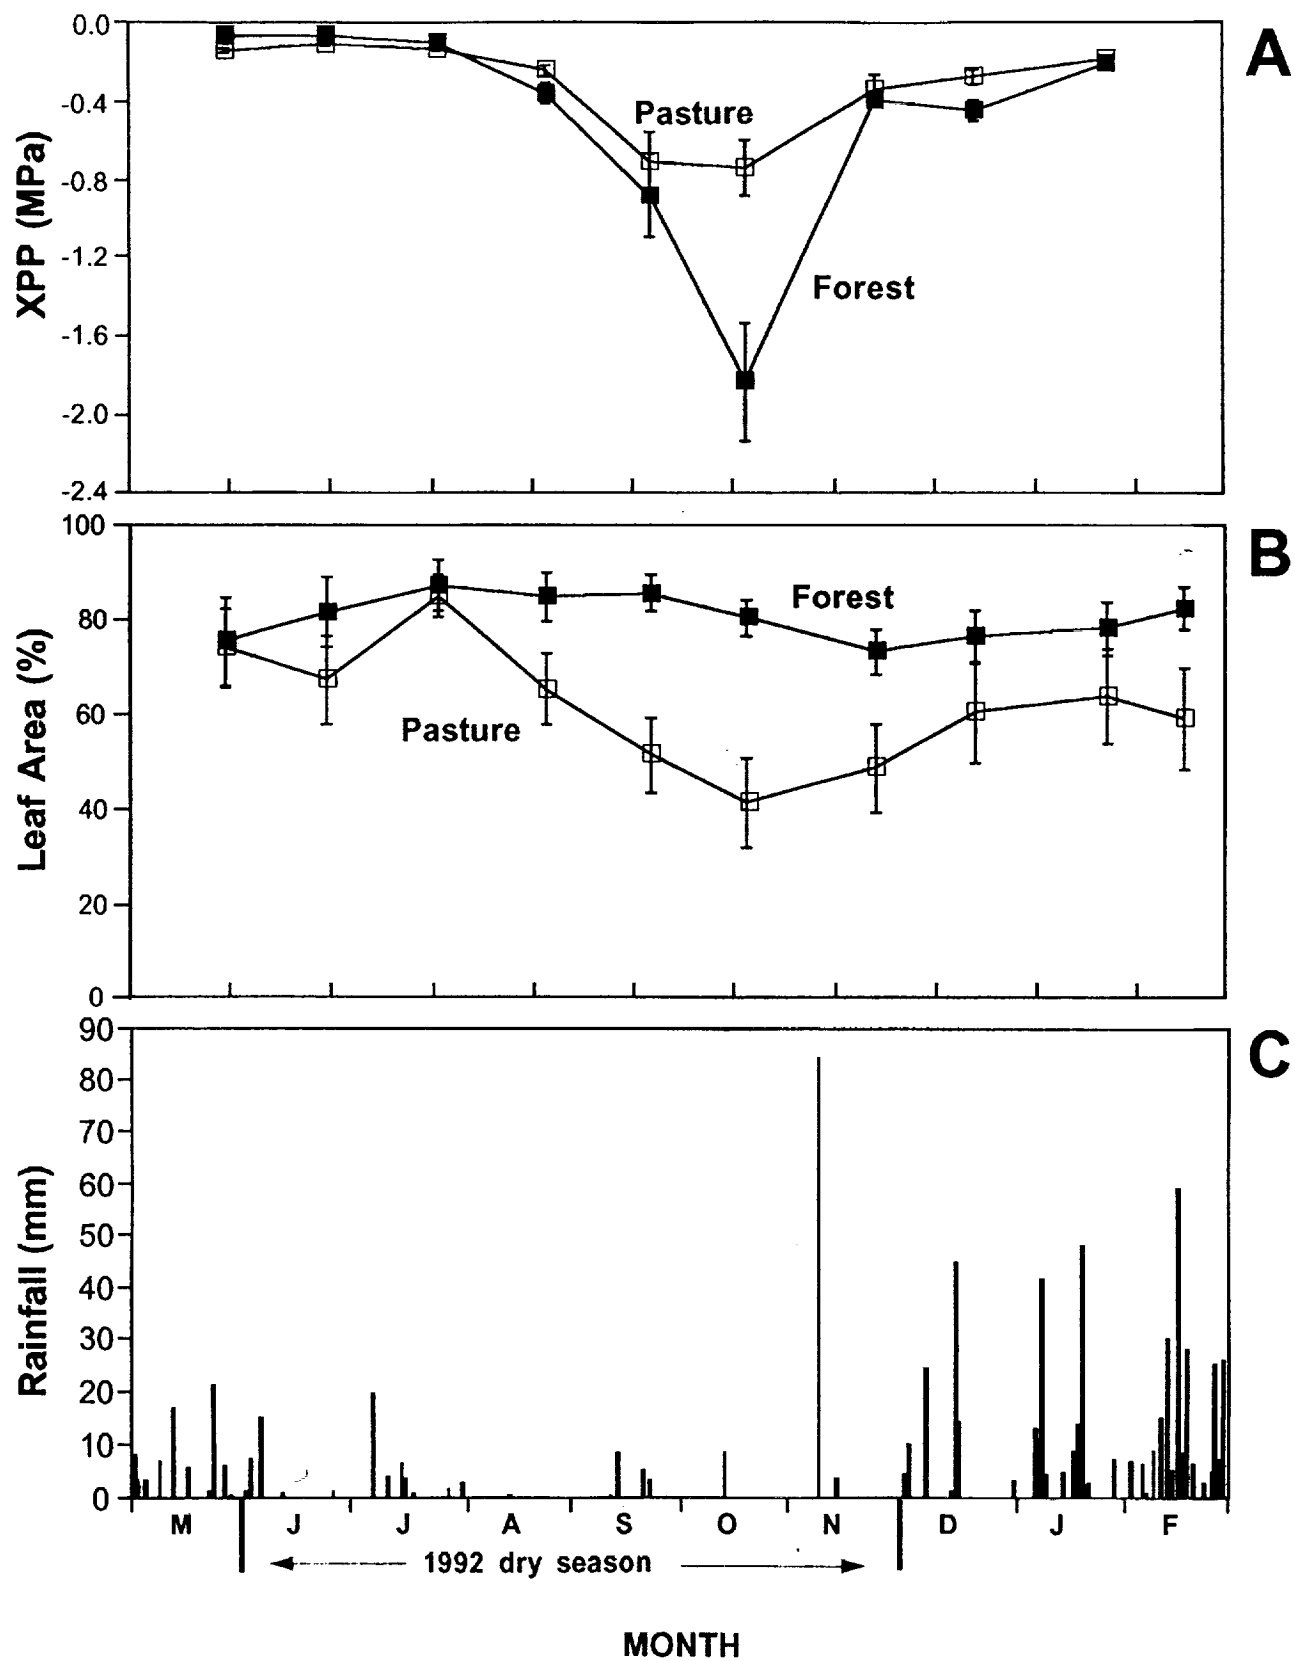 A
XPP (MPa)
0.0
-0.4
-0.8
-1.2
-1.6
-2.0
-2.4
Pasture
Forest
B
Leaf Area (%)
100
80
60
40
20
0
Forest
Pasture
C
Rainfall (mm)
90
80
70
60
50
40
30
20
10
0
M J J A S O N D J F
1992 dry season
MONTH